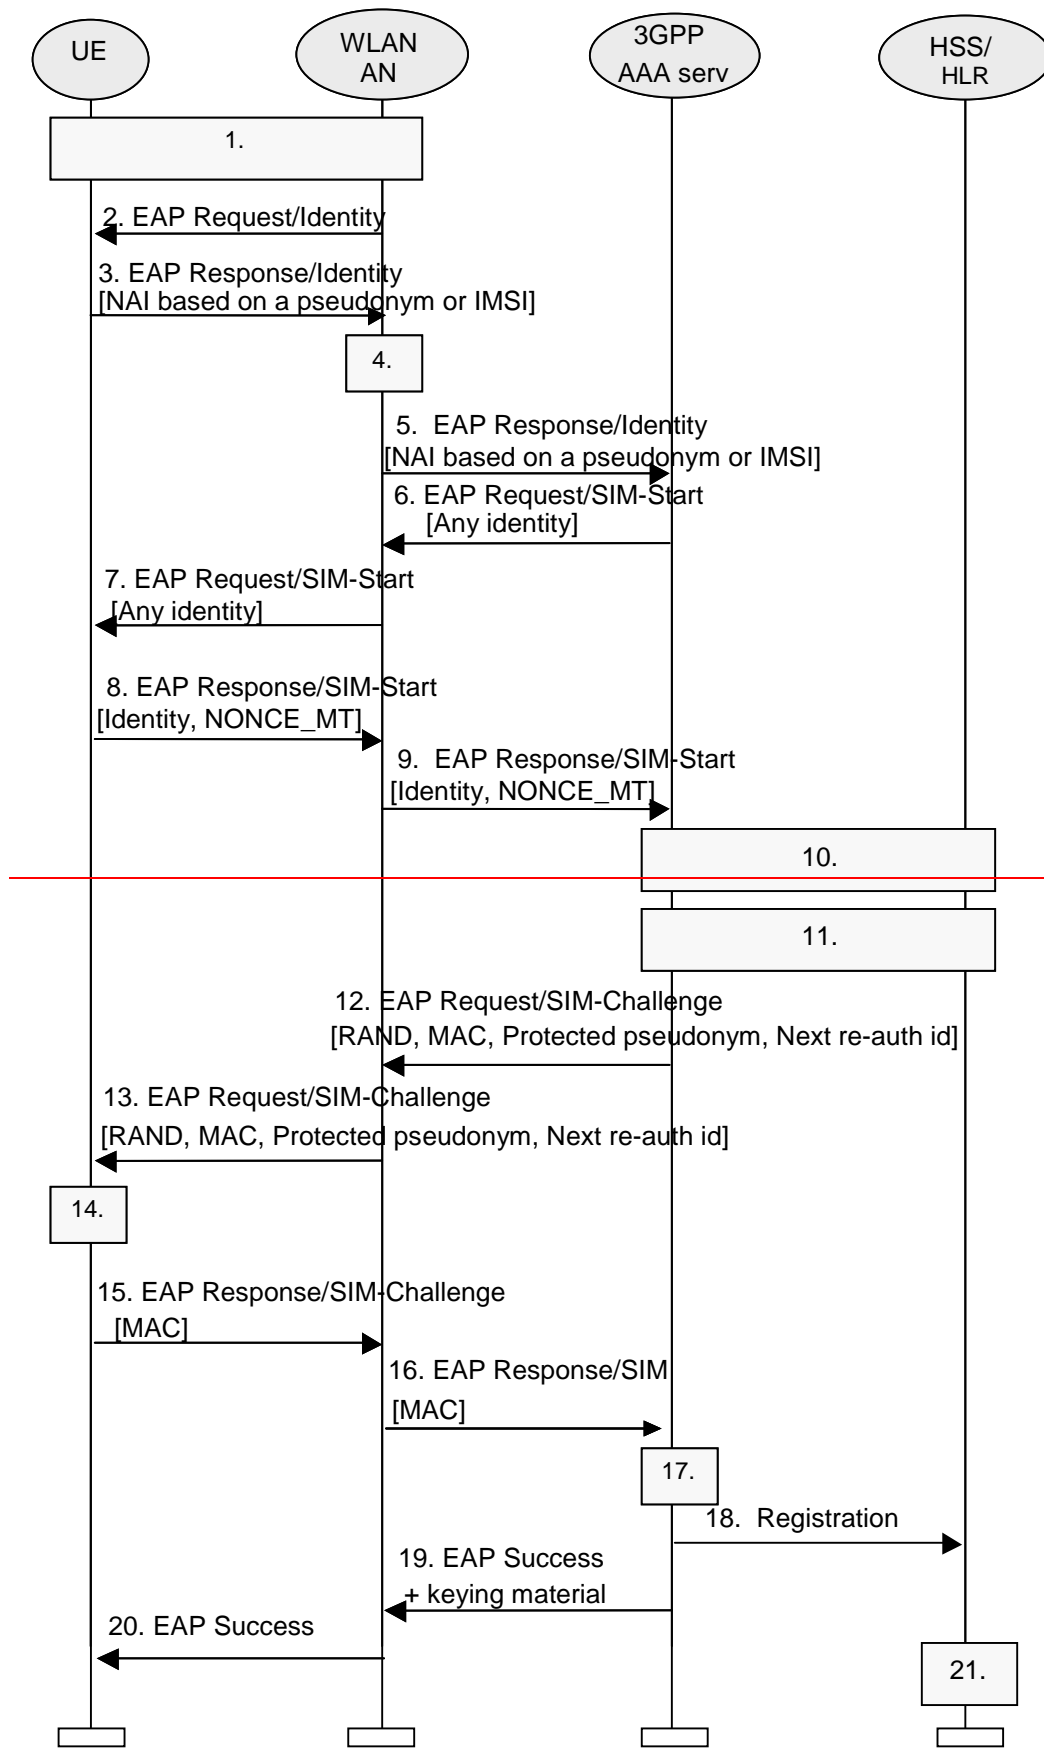 UE
WLAN
AN
3GPP
AAA serv
HSS/
HLR
1.
2. EAP Request/Identity
3. EAP Response/Identity
[NAI based on a pseudonym or IMSI]
4.
5. EAP Response/Identity
[NAI based on a pseudonym or IMSI]
6. EAP Request/SIM-Start
[Any identity]
7. EAP Request/SIM-Start
[Any identity]
8. EAP Response/SIM-Start
[Identity, NONCE_MT]
9. EAP Response/SIM-Start
[Identity, NONCE_MT]
10.
11.
12. EAP Request/SIM-Challenge
[RAND, MAC, Protected pseudonym, Next re-auth id]
13. EAP Request/SIM-Challenge
[RAND, MAC, Protected pseudonym, Next re-auth id]
14.
15. EAP Response/SIM-Challenge
[MAC]
16. EAP Response/SIM
[MAC]
17.
18. Registration
19. EAP Success
+ keying material
20. EAP Success
21.